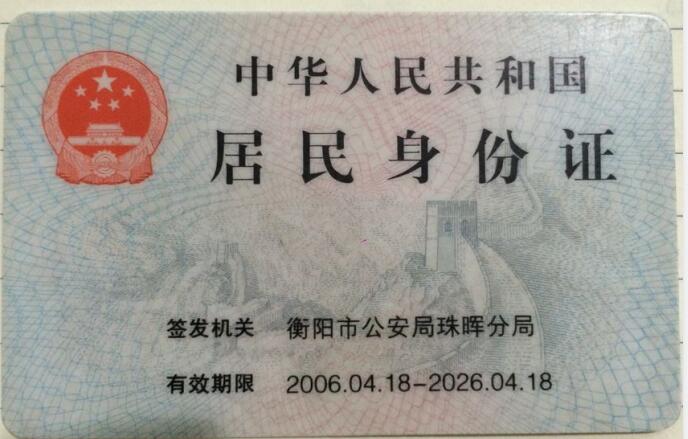 中华人民共和国
居民身份证
签发机关 衡阳市公安局珠晖分局
有效期限 2006.04.18-2026.04.18